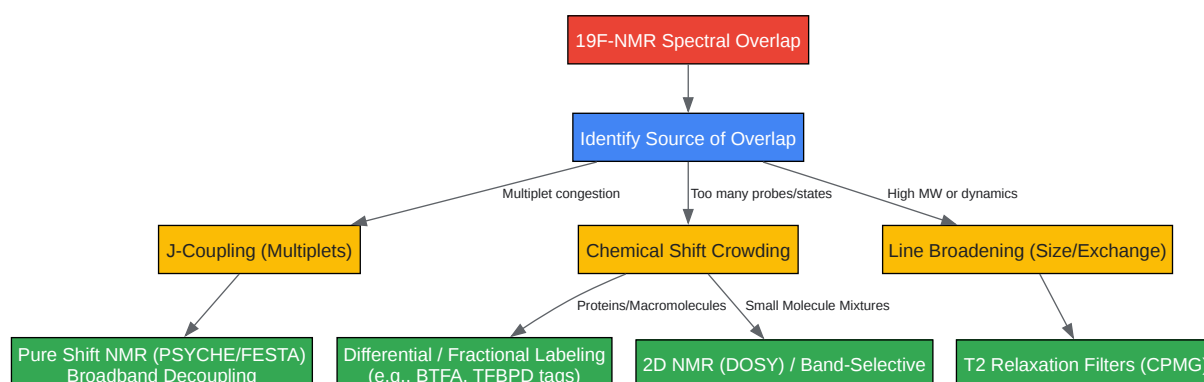 19F-NMR Spectral Overlap
Identify Source of Overlap
Multiplet congestion
Too many probes/states
High MW or dynamics
J-Coupling (Multiplets)
Chemical Shift Crowding
Line Broadening (Size/Exchange)
Proteins/Macromolecules
Small Molecule Mixtures
Pure Shift NMR (PSYCHE/FESTA)
Broadband Decoupling
Differential / Fractional Labeling
(e.g., BTFA, TFBPD tags)
2D NMR (DOSY) / Band-Selective
T2 Relaxation Filters (CPMG